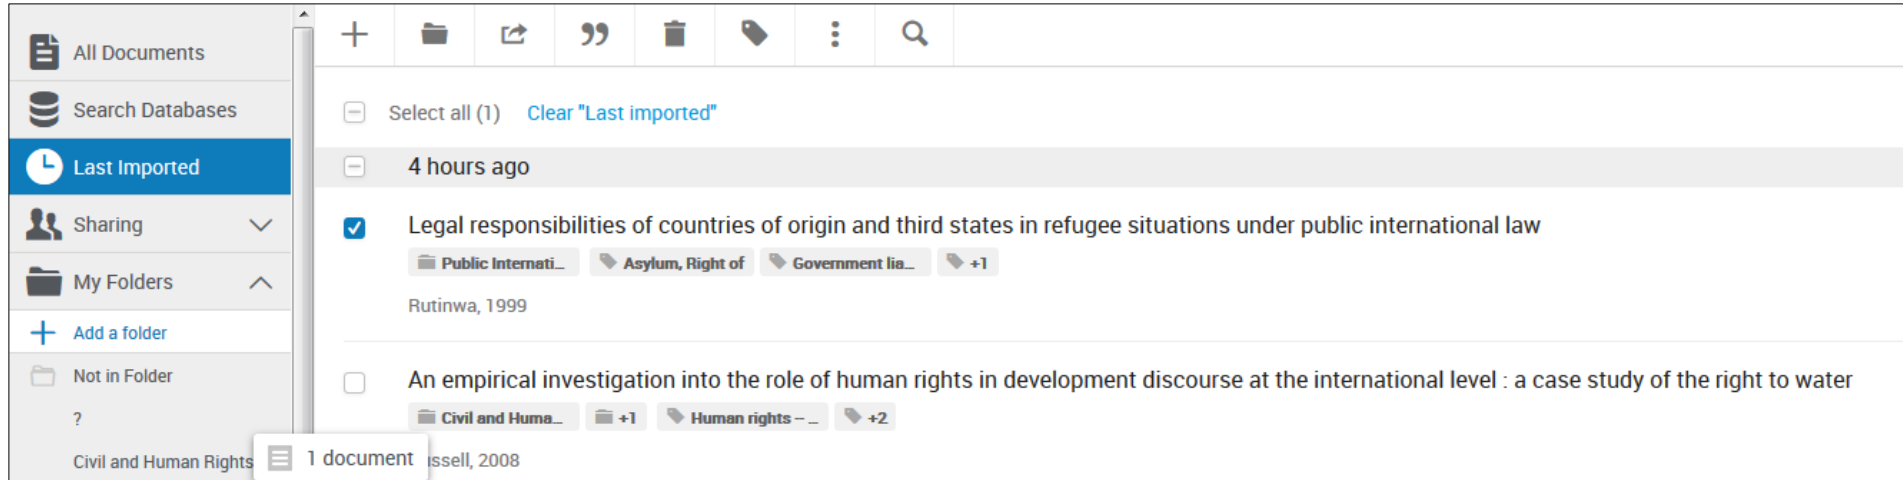 All Documents
Search Databases
Last Imported
Sharing
My Folders
Add a folder
Not in Folder
?
Civil and Human Rights
1 document
Select all (1) Clear "Last imported"
4 hours ago
Legal responsibilities of countries of origin and third states in refugee situations under public international law
Public Internati... Asylum, Right of Government lia... +1
Rutinwa, 1999
An empirical investigation into the role of human rights in development discourse at the international level : a case study of the right to water
Civil and Huma... +1 Human rights -- ... +2
ssell, 2008